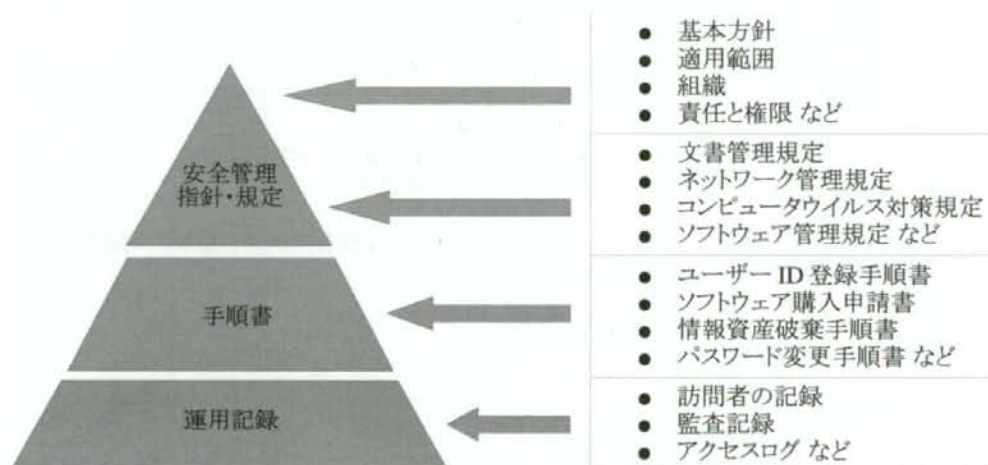 安全管理
指針・規定
手順書
運用記録
● 基本方針
● 適用範囲
● 組織
● 責任と権限 など
● 文書管理規定
● ネットワーク管理規定
● コンピュータウイルス対策規定
● ソフトウェア管理規定 など
● ユーザー ID 登録手順書
● ソフトウェア購入申請書
● 情報資産破棄手順書
● パスワード変更手順書 など
● 訪問者の記録
● 監査記録
● アクセスログ など